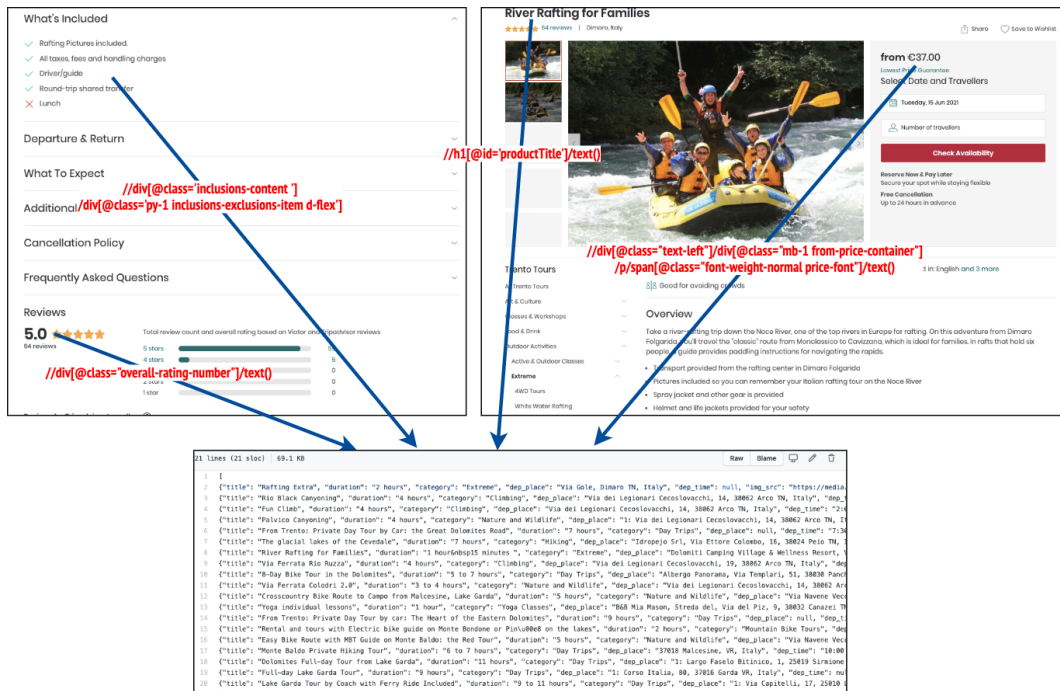 What's Included
Rafting Pictures included.
All taxes, fees and handling charges
Driver/guide
Round-trip shared transfer
Lunch
Departure & Return
What To Expect
//div[@class='inclusions-content ']
Additional
/div[@class='py-1 inclusions-exclusions-item d-flex']
Cancellation Policy
Frequently Asked Questions
Reviews
5.0
64 reviews
Total review count and overall rating based on Viator and Tripadvisor reviews
5 stars
4 stars
5
0
//div[@class="overall-rating-number"]/text()
2 stars
0
1 star
0
River Rafting for Families
64 reviews | Dimaro, Italy
Share
Save to Wishlist
from €37.00
Lowest Price Guarantee
Select Date and Travellers
Tuesday, 15 Jun 2021
Number of travellers
Check Availability
Reserve Now & Pay Later
Secure your spot while staying flexible
Free Cancellation
Up to 24 hours in advance
//h1[@id='productTitle']/text()
//div[@class="text-left"]/div[@class="mb-1 from-price-container"]
/p/span[@class="font-weight-normal price-font"]/text()
d in: English and 3 more
Good for avoiding crowds
Trento Tours
All Trento Tours
Art & Culture
Classes & Workshops
Food & Drink
Outdoor Activities
Active & Outdoor Classes
Extreme
4WD Tours
White Water Rafting
Overview
Take a river-rafting trip down the Noce River, one of the top rivers in Europe for rafting. On this adventure from Dimaro
Folgarida, you'll travel the "classic" route from Monclassico to Cavizzana, which is ideal for families. In rafts that hold six
people, a guide provides paddling instructions for navigating the rapids.
Transport provided from the rafting center in Dimaro Folgarida
Pictures included so you can remember your Italian rafting tour on the Noce River
Spray jacket and other gear is provided
Helmet and life jackets provided for your safety
21 lines (21 sloc) | 69.1 KB
Raw Blame
1 [
2 {"title": "Rafting Extra", "duration": "2 hours", "category": "Extreme", "dep_place": "Via Gole, Dimaro TN, Italy", "dep_time": null, "img_src": "https://media.
3 {"title": "Rio Black Canyoning", "duration": "4 hours", "category": "Climbing", "dep_place": "Via dei Legionari Cecoslovacchi, 14, 38062 Arco TN, Italy", "dep_t
4 {"title": "Fun Climb", "duration": "4 hours", "category": "Climbing", "dep_place": "Via dei Legionari Cecoslovacchi, 14, 38062 Arco TN, Italy", "dep_time": "2:0
5 {"title": "Palvico Canyoning", "duration": "4 hours", "category": "Nature and Wildlife", "dep_place": "1: Via dei Legionari Cecoslovacchi, 14, 38062 Arco TN, It
6 {"title": "From Trento: Private Day Tour by Car: the Great Dolomites Road", "duration": "7 hours", "category": "Day Trips", "dep_place": null, "dep_time": "7:30
7 {"title": "The glacial lakes of the Cevedale", "duration": "7 hours", "category": "Hiking", "dep_place": "Idropejo Srl, Via Ettore Colombo, 16, 38024 Peio TN, I
8 {"title": "River Rafting for Families", "duration": "1 hour&nbsp15 minutes ", "category": "Extreme", "dep_place": "Dolomiti Camping Village & Wellness Resort, V
9 {"title": "Via Ferrata Rio Ruzza", "duration": "4 hours", "category": "Climbing", "dep_place": "Via dei Legionari Cecoslovacchi, 19, 38062 Arco TN, Italy", "dep
10 {"title": "8-Day Bike Tour in the Dolomites", "duration": "5 to 7 hours", "category": "Day Trips", "dep_place": "Albergo Panorama, Via Templari, 51, 38030 Panch
11 {"title": "Via Ferrata Colodri 2.0", "duration": "3 to 4 hours", "category": "Nature and Wildlife", "dep_place": "Via dei Legionari Cecoslovacchi, 14, 38062 Arc
12 {"title": "Crosscountry Bike Route to Campo from Malcesine, Lake Garda", "duration": "5 hours", "category": "Nature and Wildlife", "dep_place": "Via Navene Vecc
13 {"title": "Yoga individual lessons", "duration": "1 hour", "category": "Yoga Classes", "dep_place": "B&B Mia Mason, Streda del, Via del Piz, 9, 38032 Canazei TN
14 {"title": "From Trento: Private Day Tour by car: The Heart of the Eastern Dolomites", "duration": "9 hours", "category": "Day Trips", "dep_place": null, "dep_ti
15 {"title": "Rental and tours with Electric bike guide on Monte Bondone or Pin\u00e8 on the lakes", "duration": "2 hours", "category": "Mountain Bike Tours", "dep
16 {"title": "Easy Bike Route with MBT Guide on Monte Baldo: the Red Tour", "duration": "5 hours", "category": "Nature and Wildlife", "dep_place": "Via Navene Vecc
17 {"title": "Monte Baldo Private Hiking Tour", "duration": "6 to 7 hours", "category": "Day Trips", "dep_place": "37018 Malcesine, VR, Italy", "dep_time": "10:00
18 {"title": "Dolomites Full-day Tour from Lake Garda", "duration": "11 hours", "category": "Day Trips", "dep_place": "1: Largo Faselo Bitinico, 1, 25019 Sirmione
19 {"title": "Full-day Lake Garda Tour", "duration": "9 hours", "category": "Day Trips", "dep_place": "1: Corso Italia, 80, 37016 Garda VR, Italy", "dep_time": nu
20 {"title": "Lake Garda Tour by Coach with Ferry Ride Included", "duration": "9 to 11 hours", "category": "Day Trips", "dep_place": "1: Via Capitelli, 17, 25010